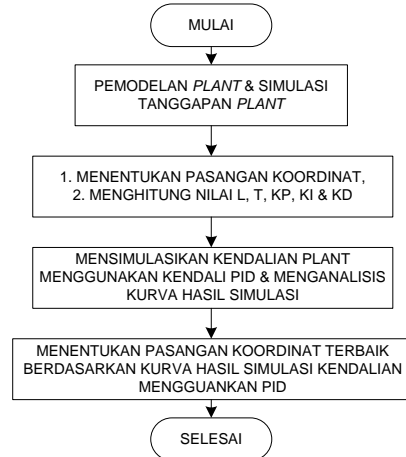 MULAI
PEMODELAN PLANT & SIMULASI
TANGGAPAN PLANT
1. MENENTUKAN PASANGAN KOORDINAT,
2. MENGHITUNG NILAI L, T, KP, KI & KD
MENSIMULASIKAN KENDALIAN PLANT
MENGGUNAKAN KENDALI PID & MENGANALISIS
KURVA HASIL SIMULASI
MENENTUKAN PASANGAN KOORDINAT TERBAIK
BERDASARKAN KURVA HASIL SIMULASI KENDALIAN
MENGGUANKAN PID
SELESAI